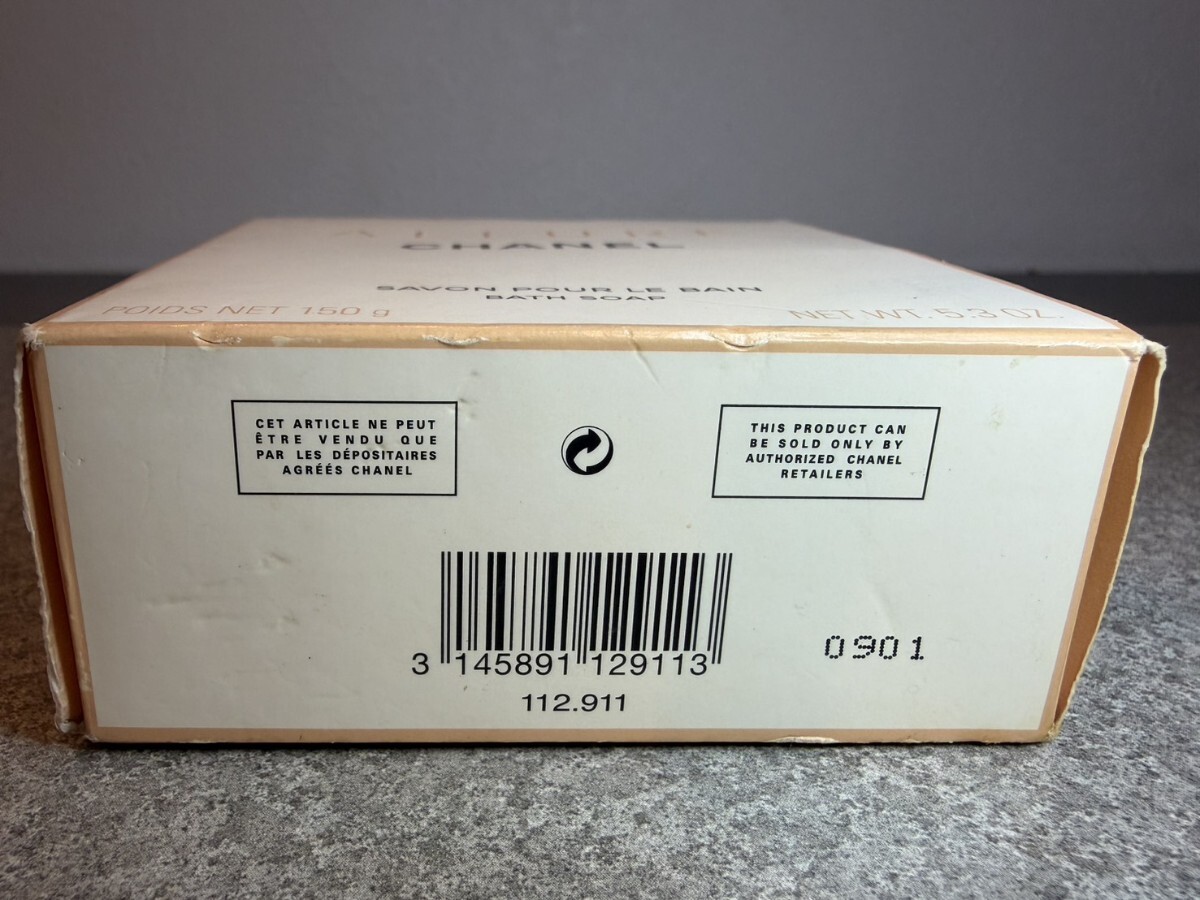 ALLURE
CHANEL
SAVON POUR LE BAIN
BATH SOAP
POIDS NET 150 g
NET WT. 5.3 OZ.
CET ARTICLE NE PEUT
ÊTRE VENDU QUE
PAR LES DÉPOSITAIRES
AGRÉÉS CHANEL
THIS PRODUCT CAN
BE SOLD ONLY BY
AUTHORIZED CHANEL
RETAILERS
3 145891 129113
0901
112.911